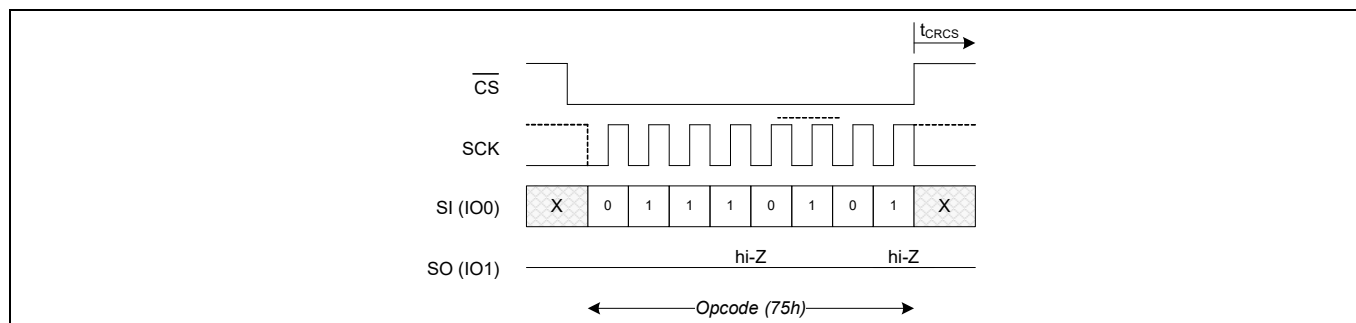 tCRCS
CS
SCK
SI (IO0) X 0 1 1 1 0 1 0 1 X
hi-Z hi-Z
SO (IO1)
Opcode (75h)